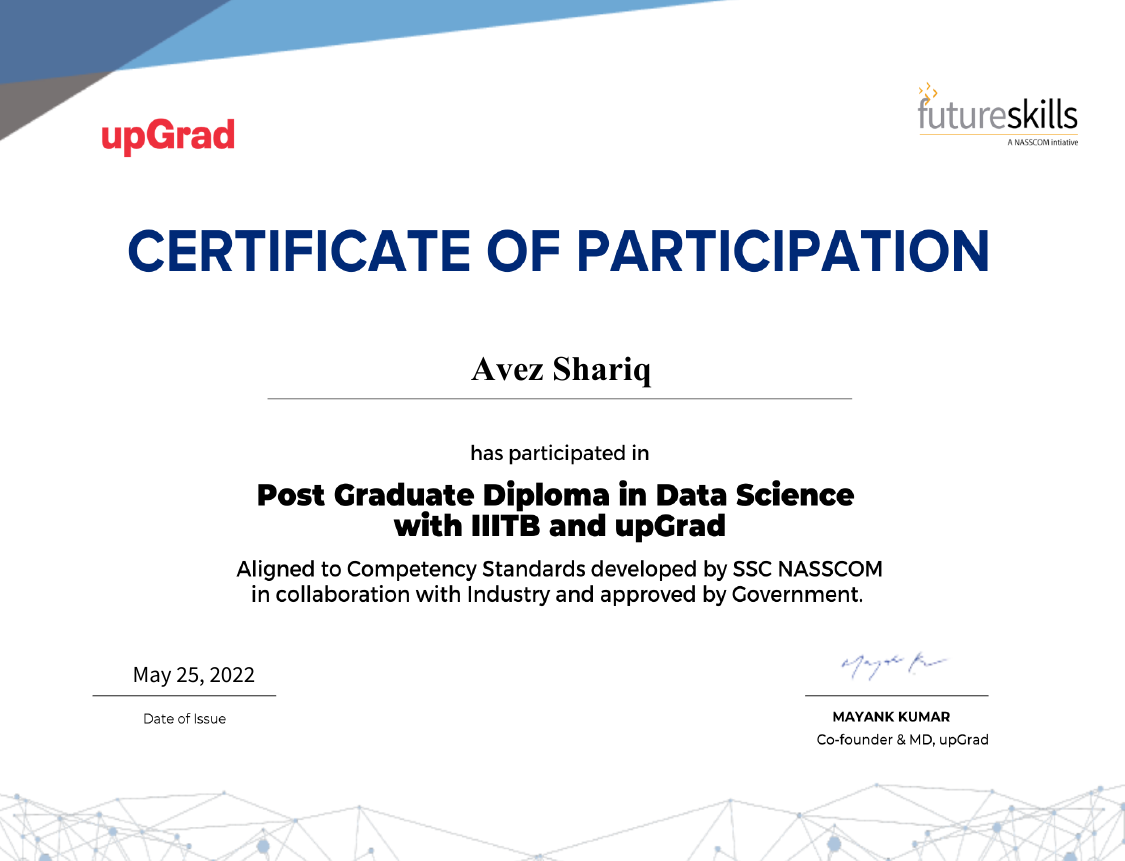 upGrad
futureskills
A NASSCOM intiative
CERTIFICATE OF PARTICIPATION
Avez Shariq
has participated in
Post Graduate Diploma in Data Science
with IIITB and upGrad
Aligned to Competency Standards developed by SSC NASSCOM
in collaboration with Industry and approved by Government.
May 25, 2022
Date of Issue
MAYANK KUMAR
Co-founder & MD, upGrad